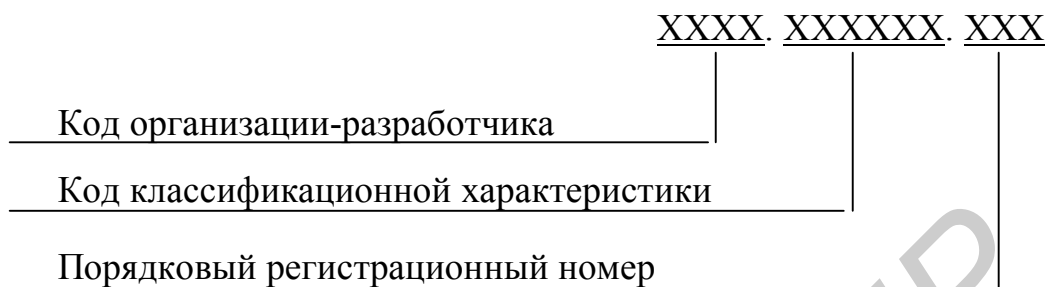 XXXX. XXXXXX. XXX
Код организации-разработчика
Код классификационной характеристики
Порядковый регистрационный номер